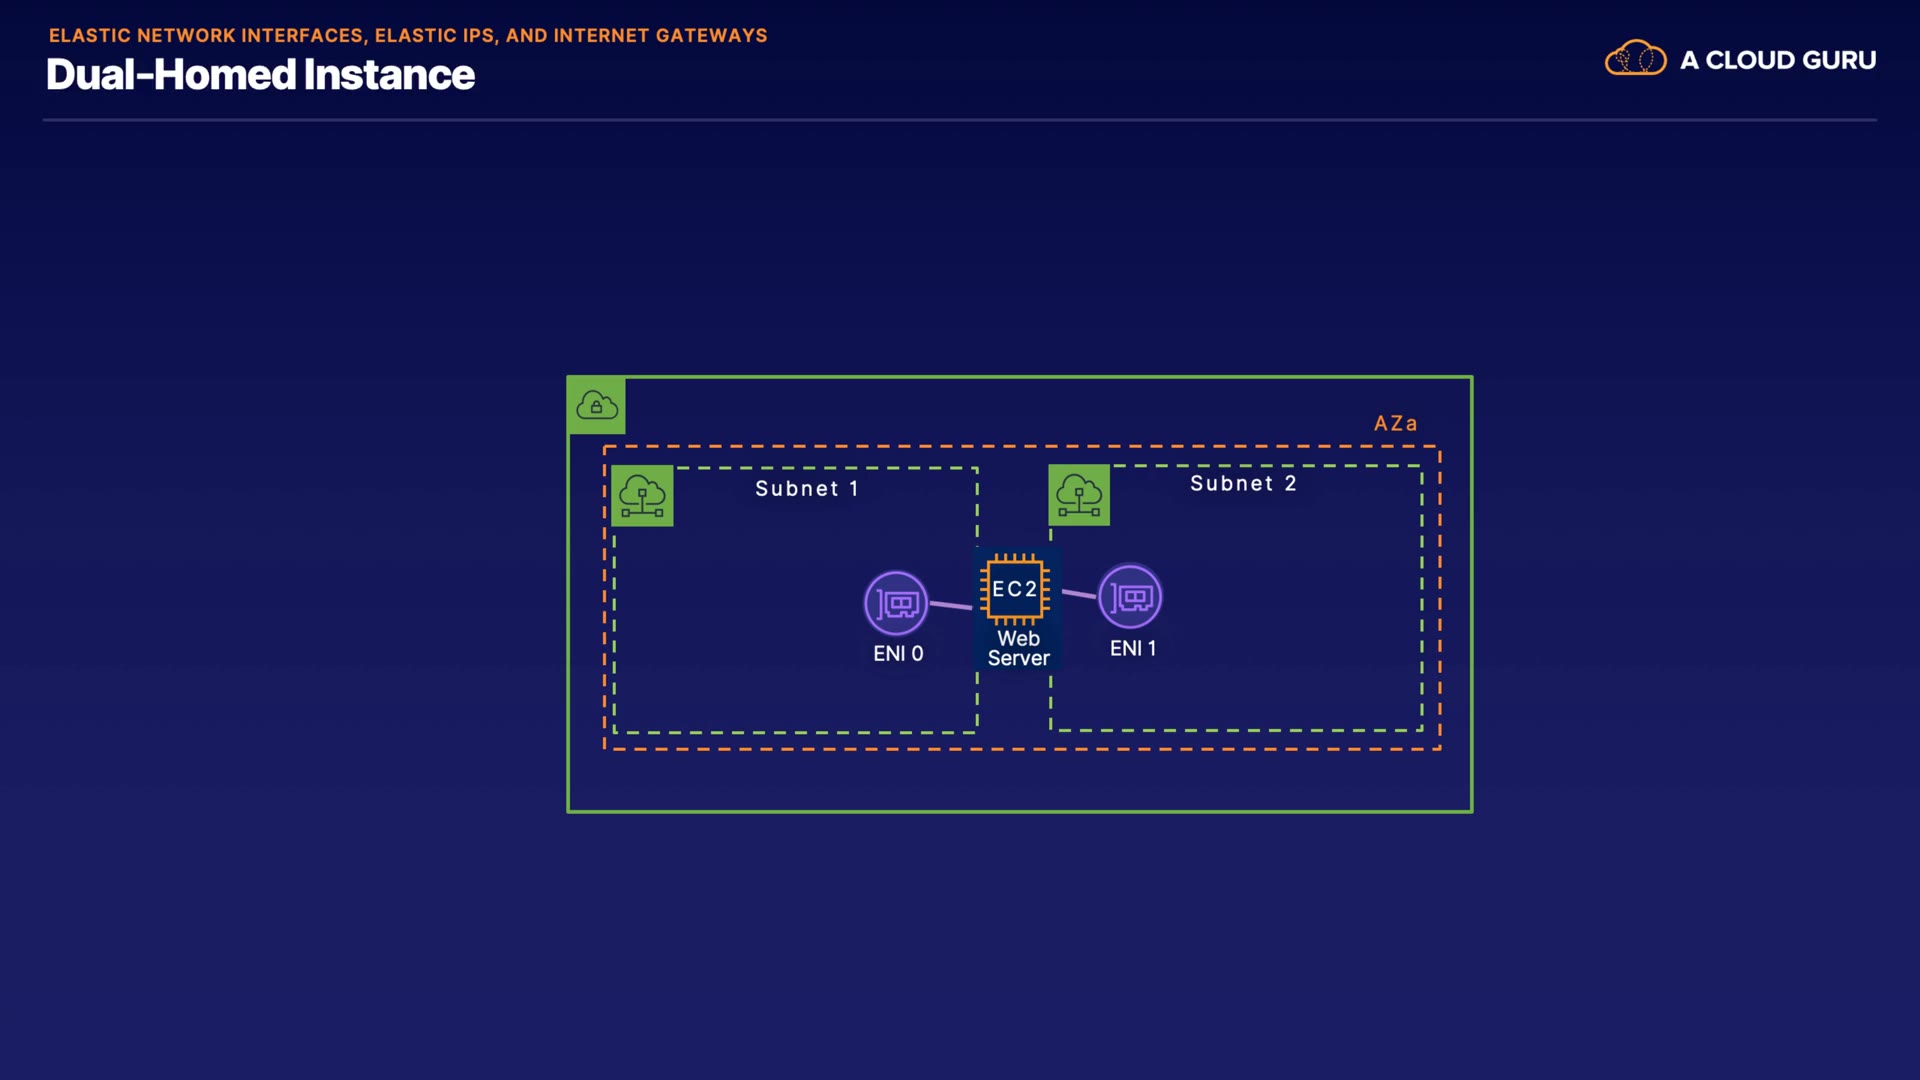 ELASTIC NETWORK INTERFACES, ELASTIC IPS, AND INTERNET GATEWAYS
Dual-Homed Instance
A CLOUD GURU
AZa
Subnet 1
Subnet 2
EC2
Web
Server
ENI 0
ENI 1